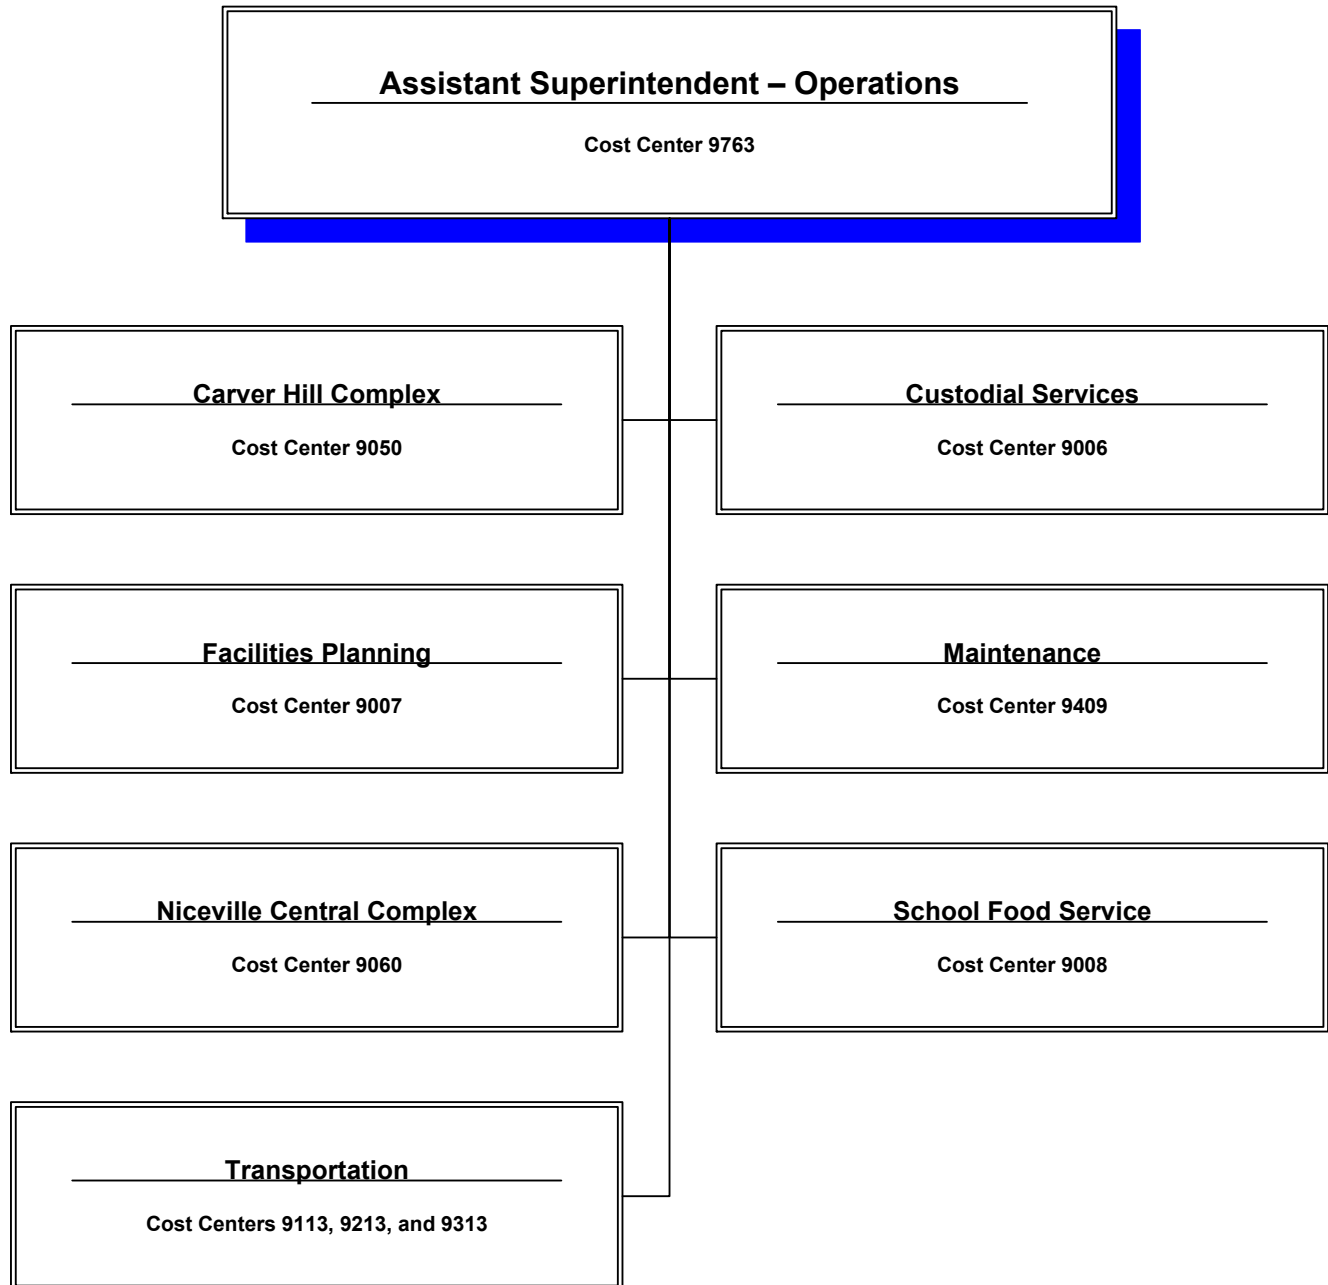 Assistant Superintendent – Operations
Cost Center 9763
Carver Hill Complex
Cost Center 9050
Custodial Services
Cost Center 9006
Facilities Planning
Cost Center 9007
Maintenance
Cost Center 9409
Niceville Central Complex
Cost Center 9060
School Food Service
Cost Center 9008
Transportation
Cost Centers 9113, 9213, and 9313